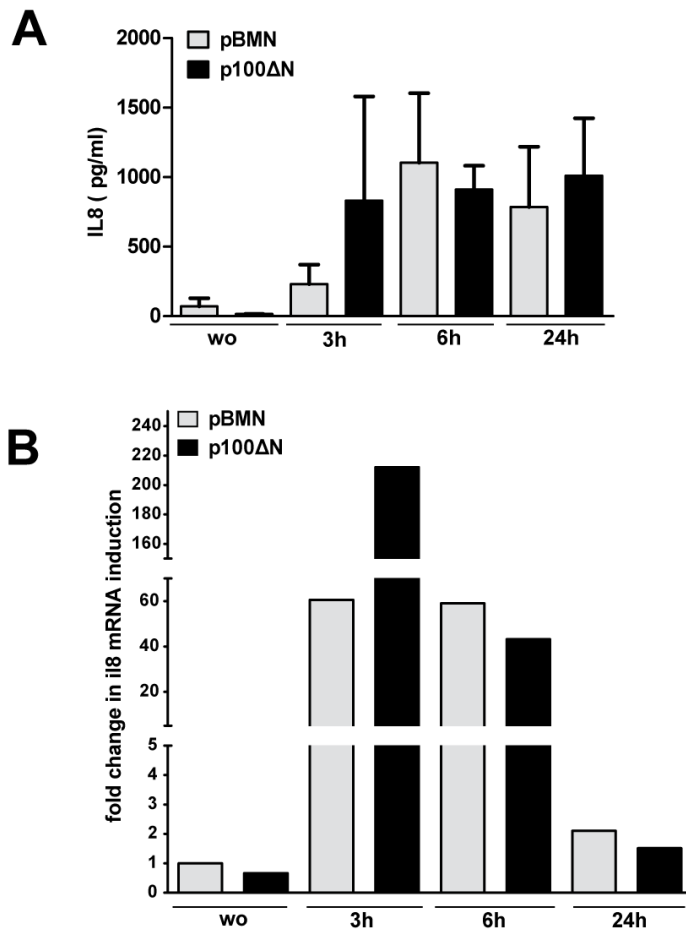 A
2000
1500
1000
500
0
IL8 ( pg/ml)
pBMN
p100ΔN
wo 3h 6h 24h
B
240
220
200
180
160
60
40
20
5
4
3
2
1
0
fold change in il8 mRNA induction
pBMN
p100ΔN
wo 3h 6h 24h